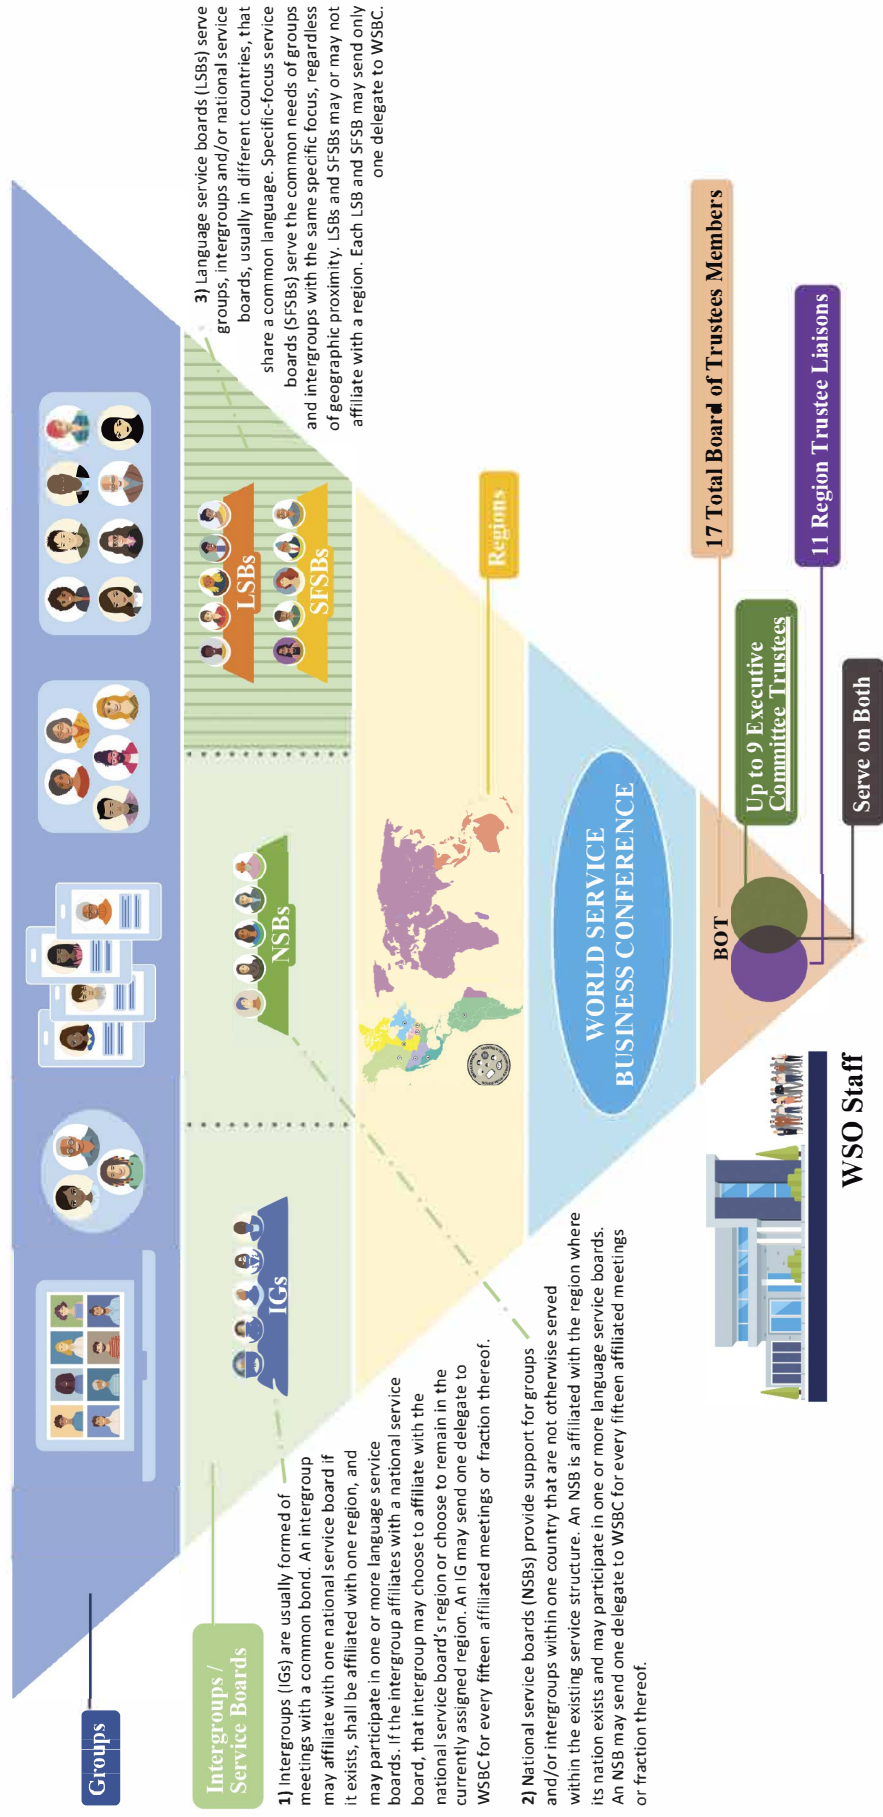 Groups
Intergroups /
Service Boards
IGs
NSBs
LSBs
SFSBs
1) Intergroups (IGs) are usually formed of
meetings with a common bond. An intergroup
may affiliate with one national service board if
it exists, shall be affiliated with one region, and
may participate in one or more language service
boards. If the intergroup affiliates with a national service
board, that intergroup may choose to affiliate with the
national service board's region or choose to remain in the
currently assigned region. An IG may send one delegate to
WSBC for every fifteen affiliated meetings or fraction thereof.
2) National service boards (NSBs) provide support for groups
and/or intergroups within one country that are not otherwise served
within the existing service structure. An NSB is affiliated with the region where
its nation exists and may participate in one or more language service boards.
An NSB may send one delegate to WSBC for every fifteen affiliated meetings
or fraction thereof.
3) Language service boards (LSBs) serve
groups, intergroups and/or national service
boards, usually in different countries, that
share a common language. Specific-focus service
boards (SFSBs) serve the common needs of groups
and intergroups with the same specific focus, regardless
of geographic proximity. LSBs and SFSBs may or may not
affiliate with a region. Each LSB and SFSB may send only
one delegate to WSBC.
Regions
WORLD SERVICE
BUSINESS CONFERENCE
BOT
17 Total Board of Trustees Members
Up to 9 Executive
Committee Trustees
11 Region Trustee Liaisons
Serve on Both
WSO Staff